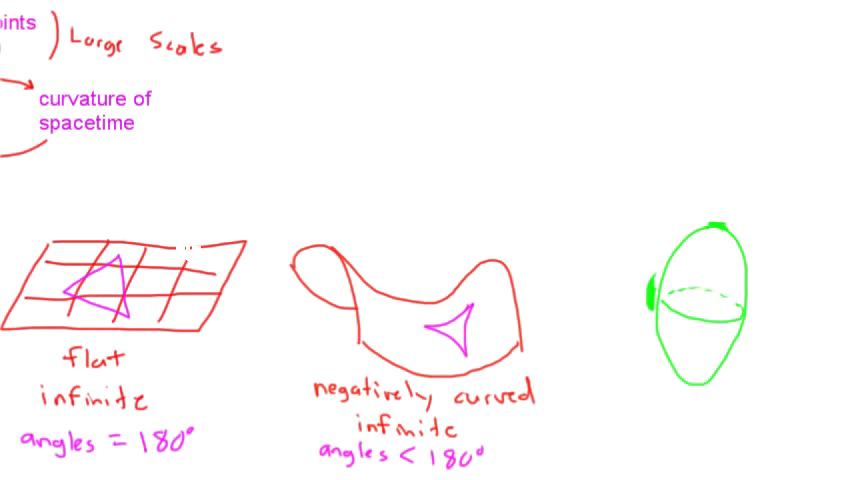 oints
Large Scales
curvature of
spacetime
flat
infinite
angles = 180°
negatively curved
infinite
angles < 180°